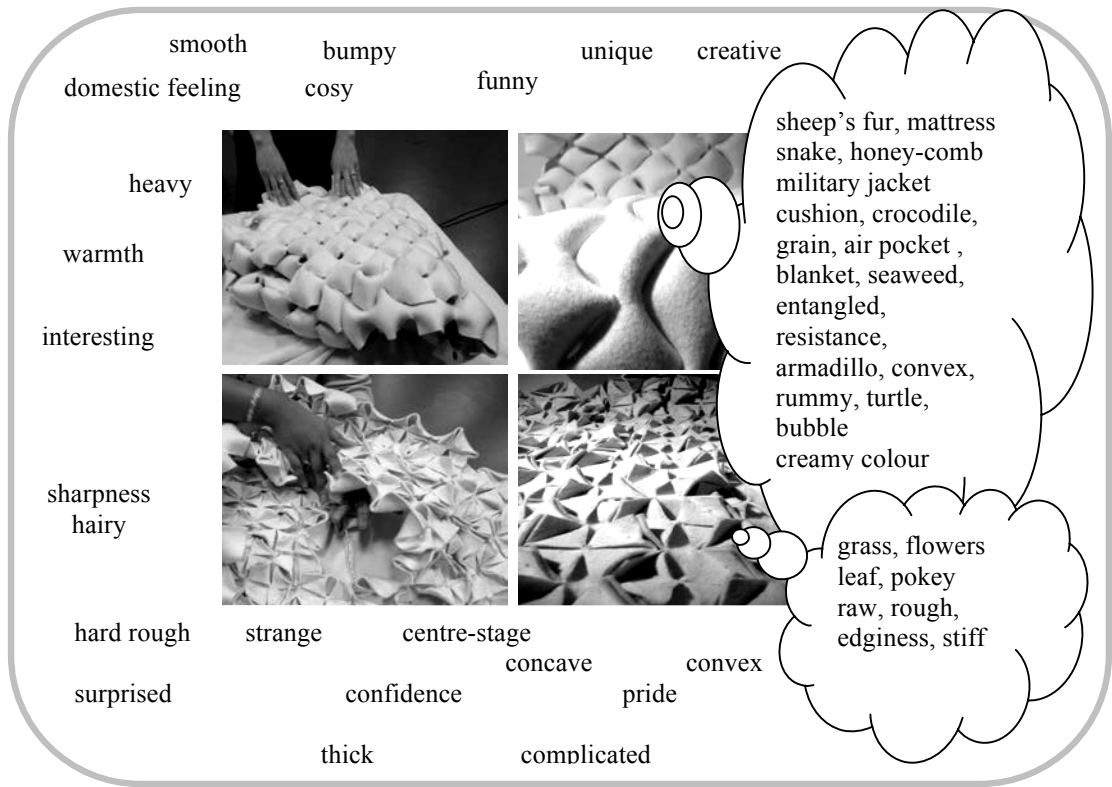 smooth bumpy unique creative
domestic feeling cosy funny
heavy
warmth
interesting
sharpness
hairy
hard rough strange centre-stage
concave convex
surprised confidence pride
thick complicated
sheep’s fur, mattress
snake, honey-comb
military jacket
cushion, crocodile,
grain, air pocket ,
blanket, seaweed,
entangled,
resistance,
armadillo, convex,
rummy, turtle,
bubble
creamy colour
grass, flowers
leaf, pokey
raw, rough,
edginess, stiff